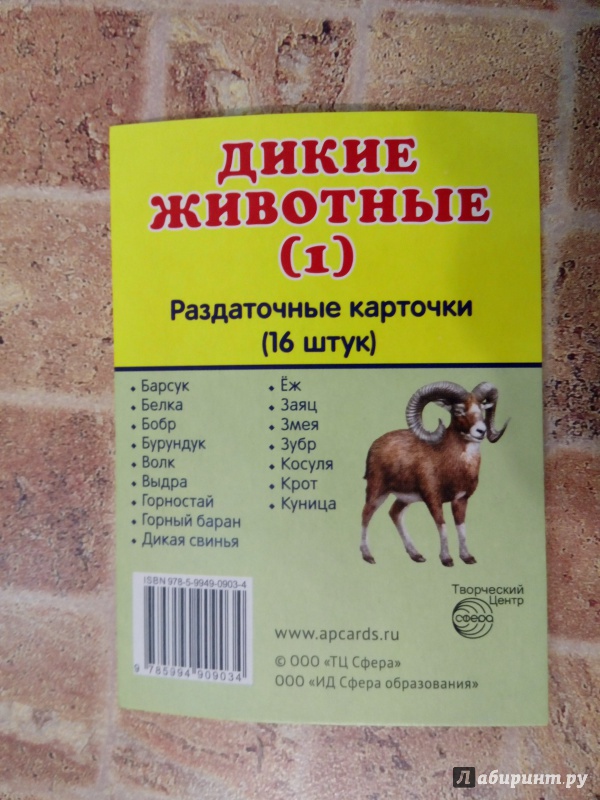 ДИКИЕ
ЖИВОТНЫЕ
(1)
Раздаточные карточки
(16 штук)
• Барсук
• Белка
• Бобр
• Бурундук
• Волк
• Выдра
• Горностай
• Горный баран
• Дикая свинья
• Ёж
• Заяц
• Змея
• Зубр
• Косуля
• Крот
• Куница
ISBN 978-5-9949-0903-4
9 785994 909034
Творческий
Центр
сфера
www.apcards.ru
© ООО «ТЦ Сфера»
ООО «ИД Сфера образования»
Лабиринт.ру